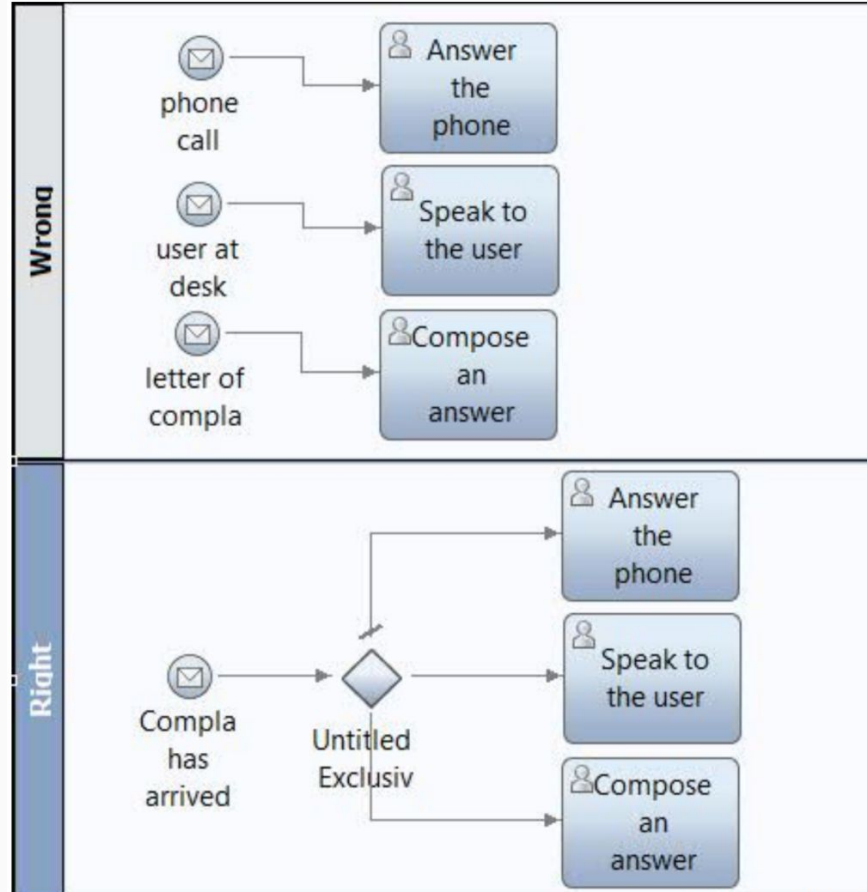 Wrong
phone
call
Answer
the
phone
user at
desk
Speak to
the user
letter of
compla
Compose
an
answer
Right
Compla
has
arrived
Untitled
Exclusiv
Answer
the
phone
Speak to
the user
Compose
an
answer